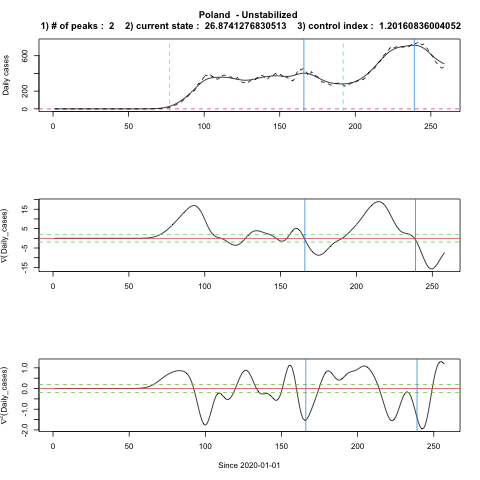 Poland - Unstabilized
1) # of peaks : 2 2) current state : 26.8741276830513 3) control index : 1.20160836004052
Daily cases
600
200
0
0 50 100 150 200 250
∇(Daily_cases)
15
5
-5
-15
0 50 100 150 200 250
∇²(Daily_cases)
1.0
0.0
-1.0
-2.0
0 50 100 150 200 250
Since 2020-01-01